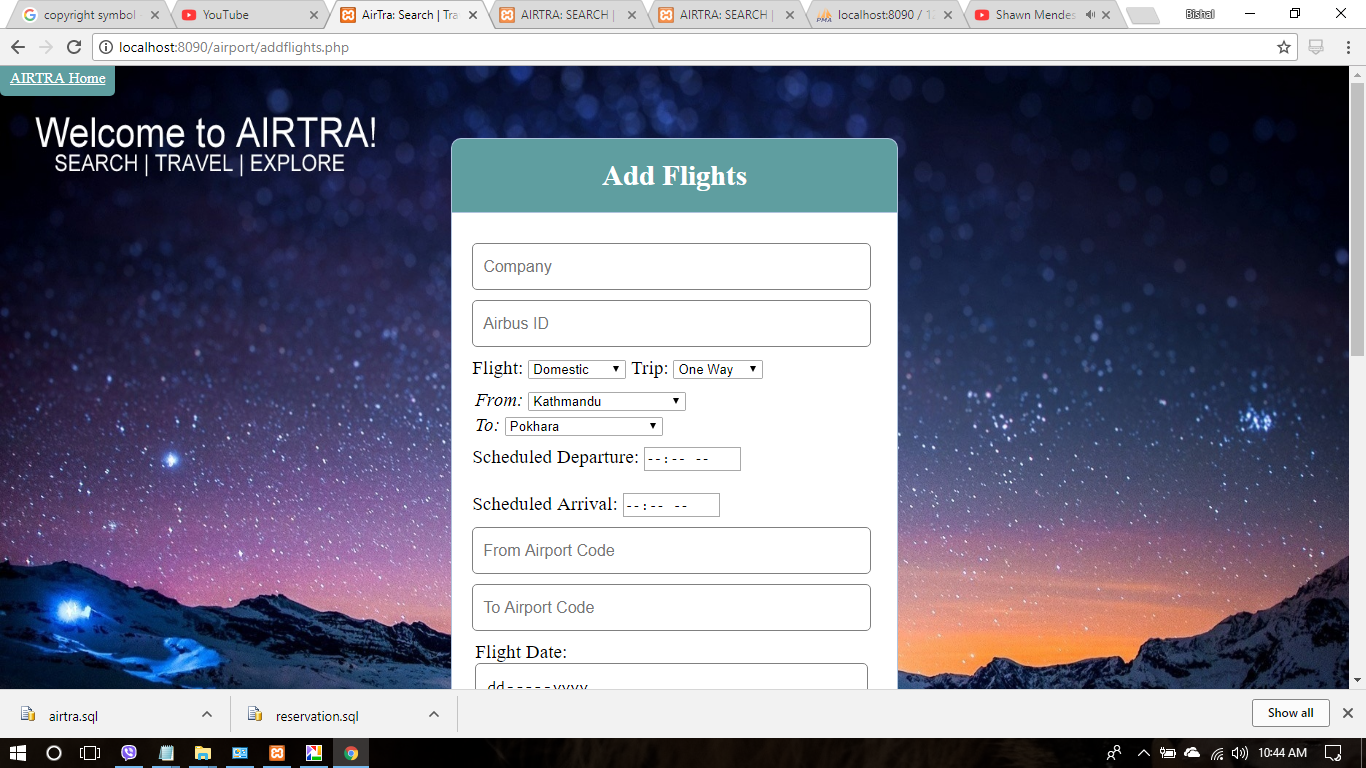 copyright symbol
YouTube
AirTra: Search | Tra
AIRTRA: SEARCH |
AIRTRA: SEARCH |
PMA
localhost:8090 / 12
Shawn Mendes
Bishal
localhost:8090/airport/addflights.php
AIRTRA Home
Welcome to AIRTRA!
SEARCH | TRAVEL | EXPLORE
Add Flights
Company
Airbus ID
Flight: Domestic Trip: One Way
From: Kathmandu
To: Pokhara
Scheduled Departure: --:-- --
Scheduled Arrival: --:-- --
From Airport Code
To Airport Code
Flight Date:
dd-----yyyy
airtra.sql
reservation.sql
Show all
10:44 AM